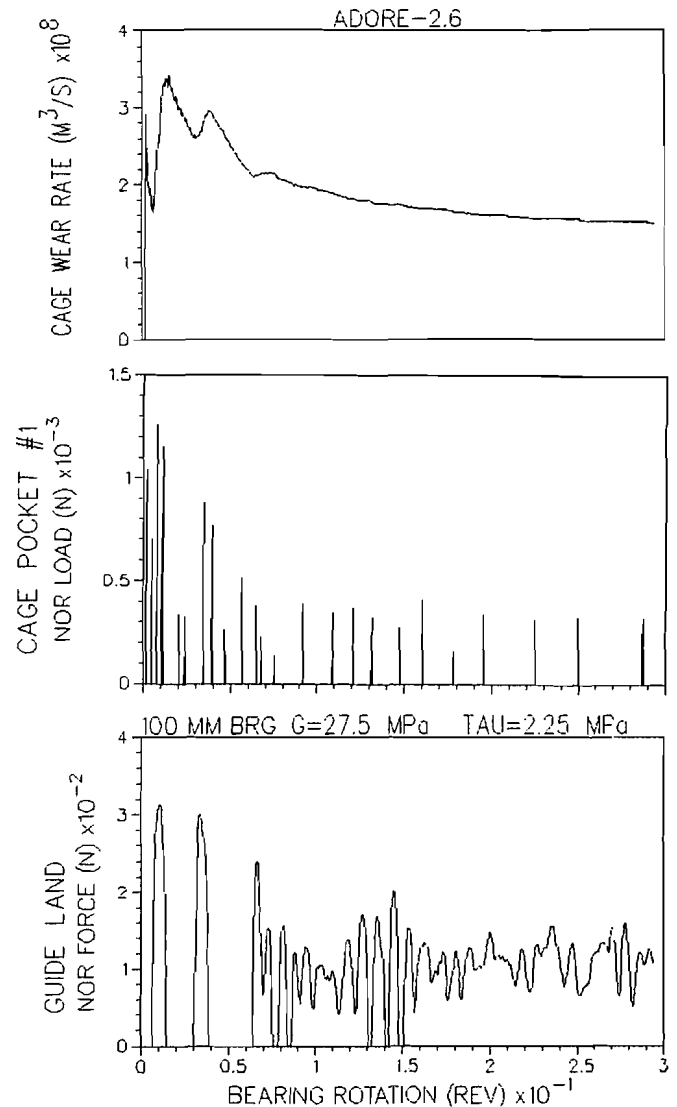 ADORE-2.6
CAGE WEAR RATE (M³/S) x10⁸
4
3
2
1
0
CAGE POCKET #1
NOR LOAD (N) x10⁻³
1.5
1
0.5
0
100 MM BRG G=27.5 MPa TAU=2.25 MPa
GUIDE LAND
NOR FORCE (N) x10⁻²
4
3
2
1
0
0 0.5 1 1.5 2 2.5 3
BEARING ROTATION (REV) x10⁻¹